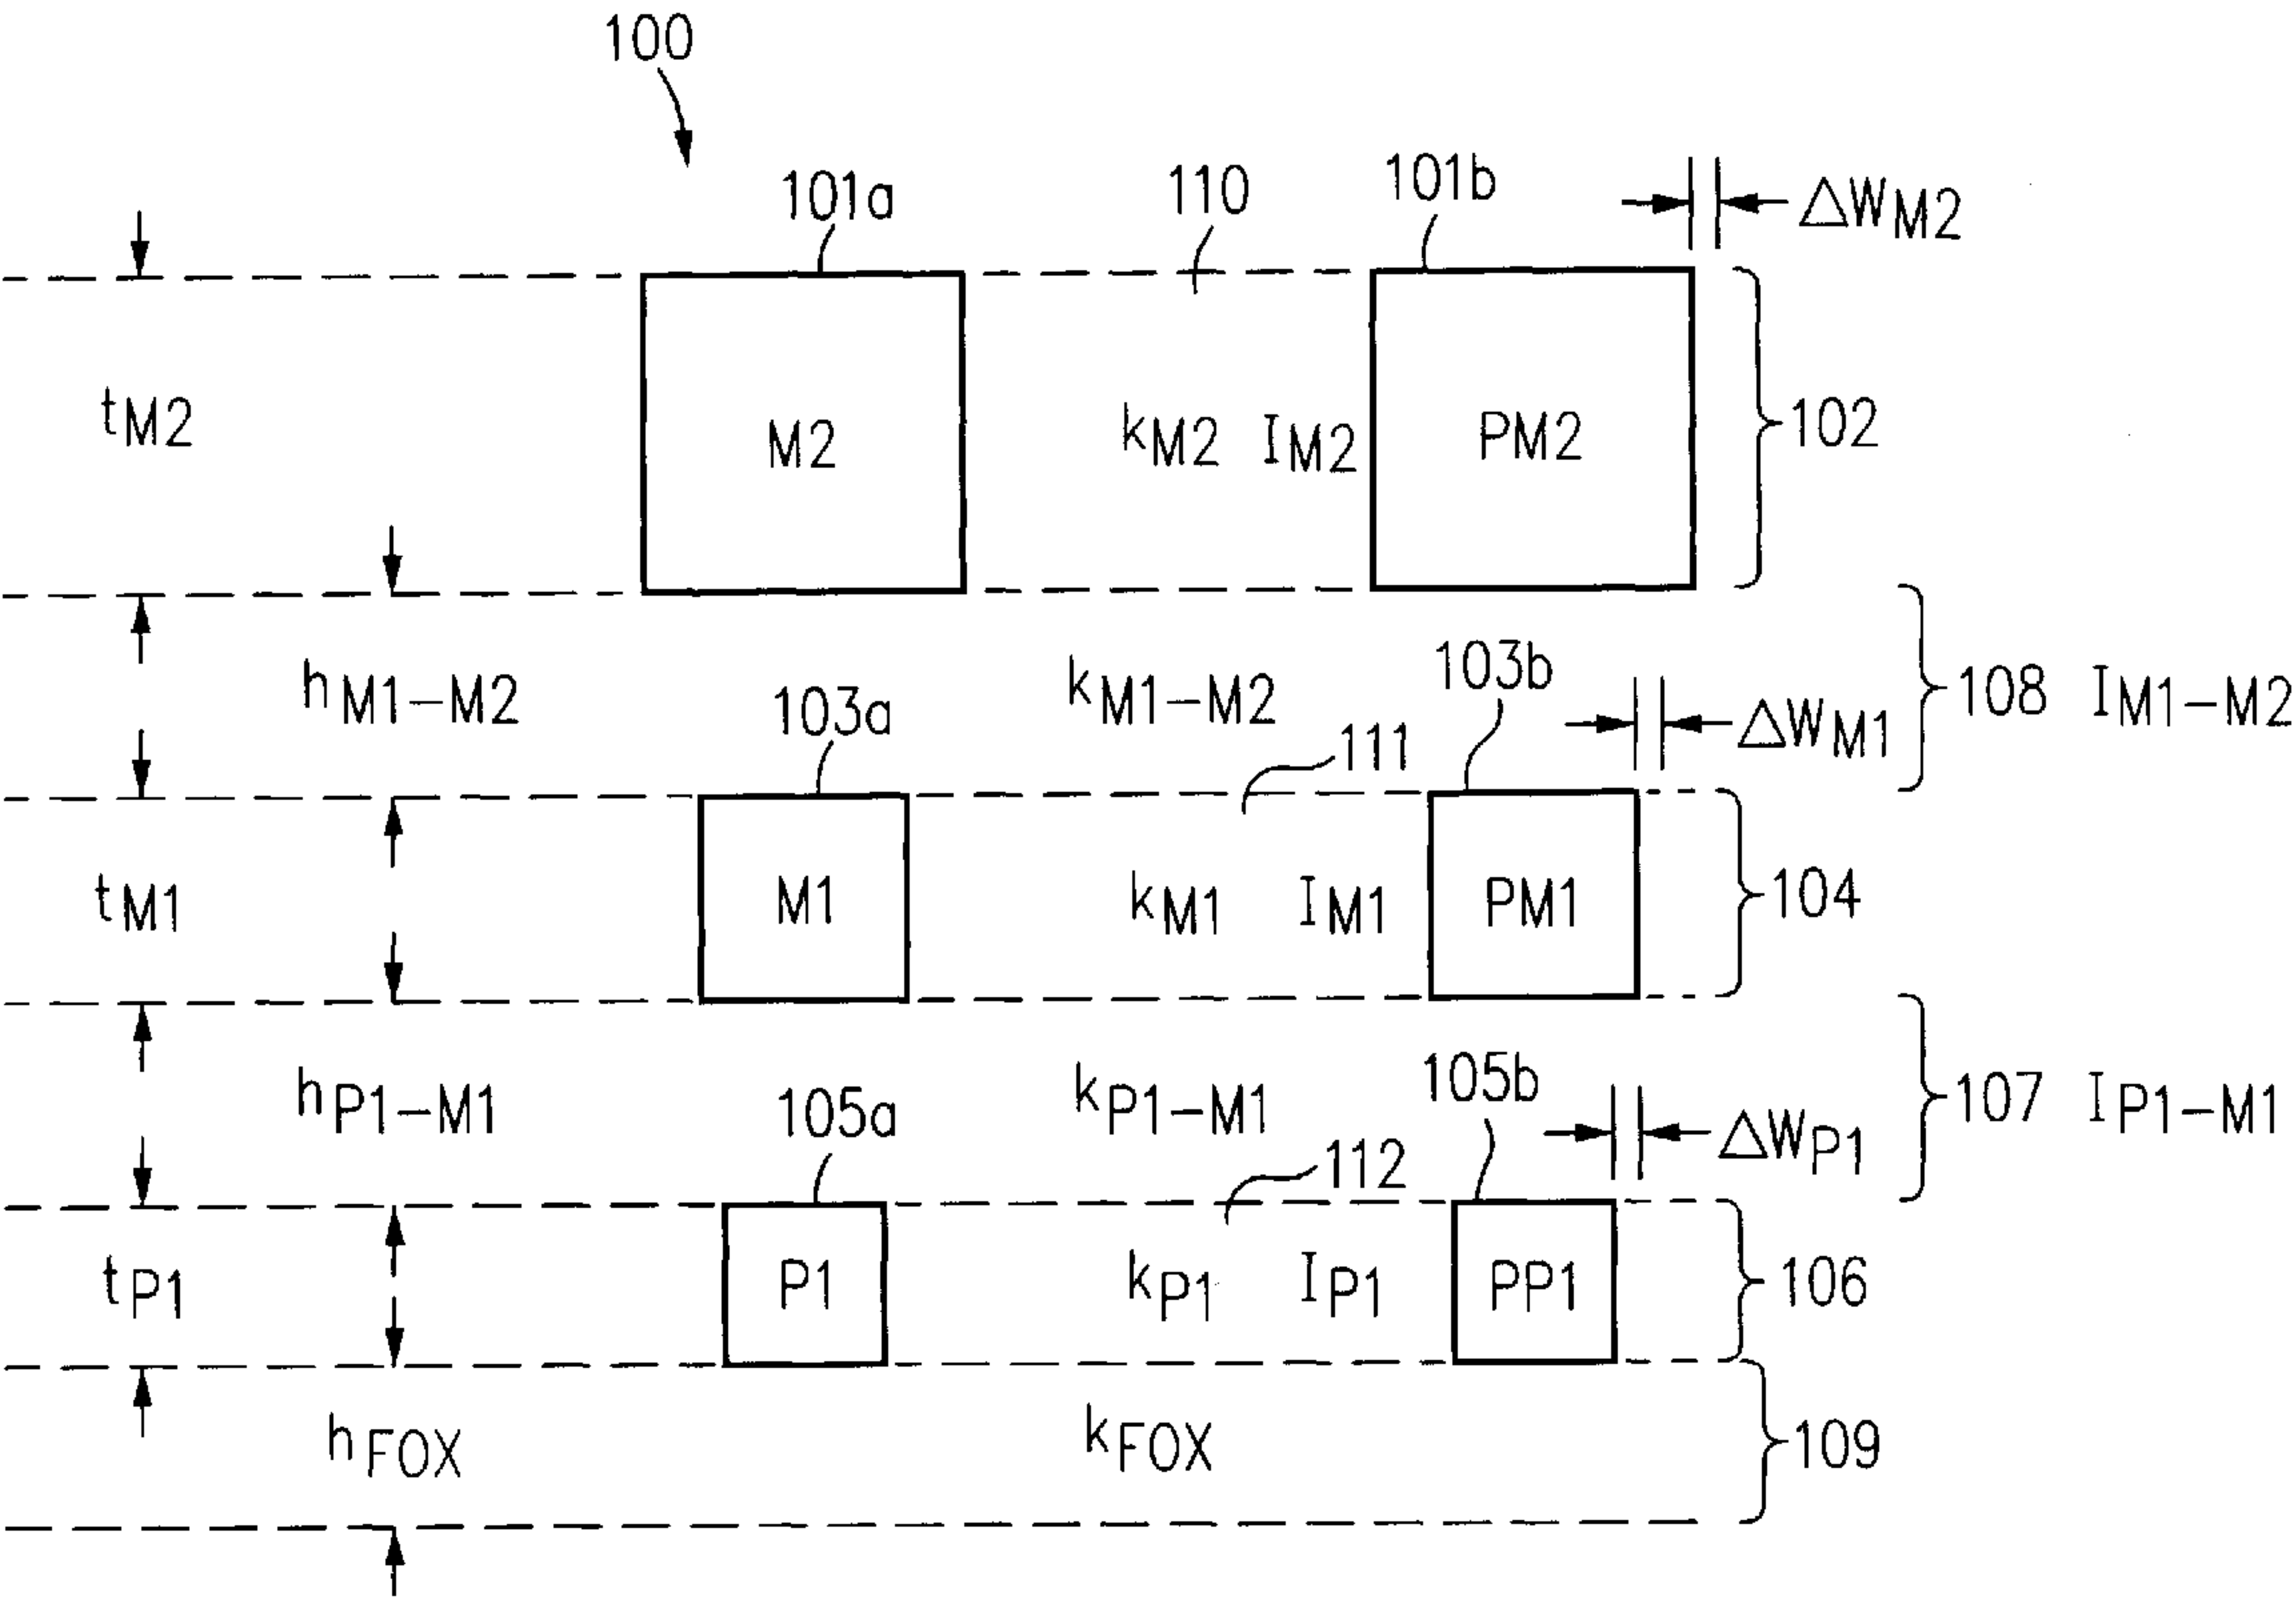 100
101a 110 101b ΔWM2
tM2 M2 kM2 IM2 PM2 102
hM1-M2 103a kM1-M2 103b ΔWM1 108 IM1-M2
111
tM1 M1 kM1 IM1 PM1 104
hP1-M1 105a kP1-M1 105b ΔWP1 107 IP1-M1
112
tP1 P1 kP1 IP1 PP1 106
hFOX kFOX 109